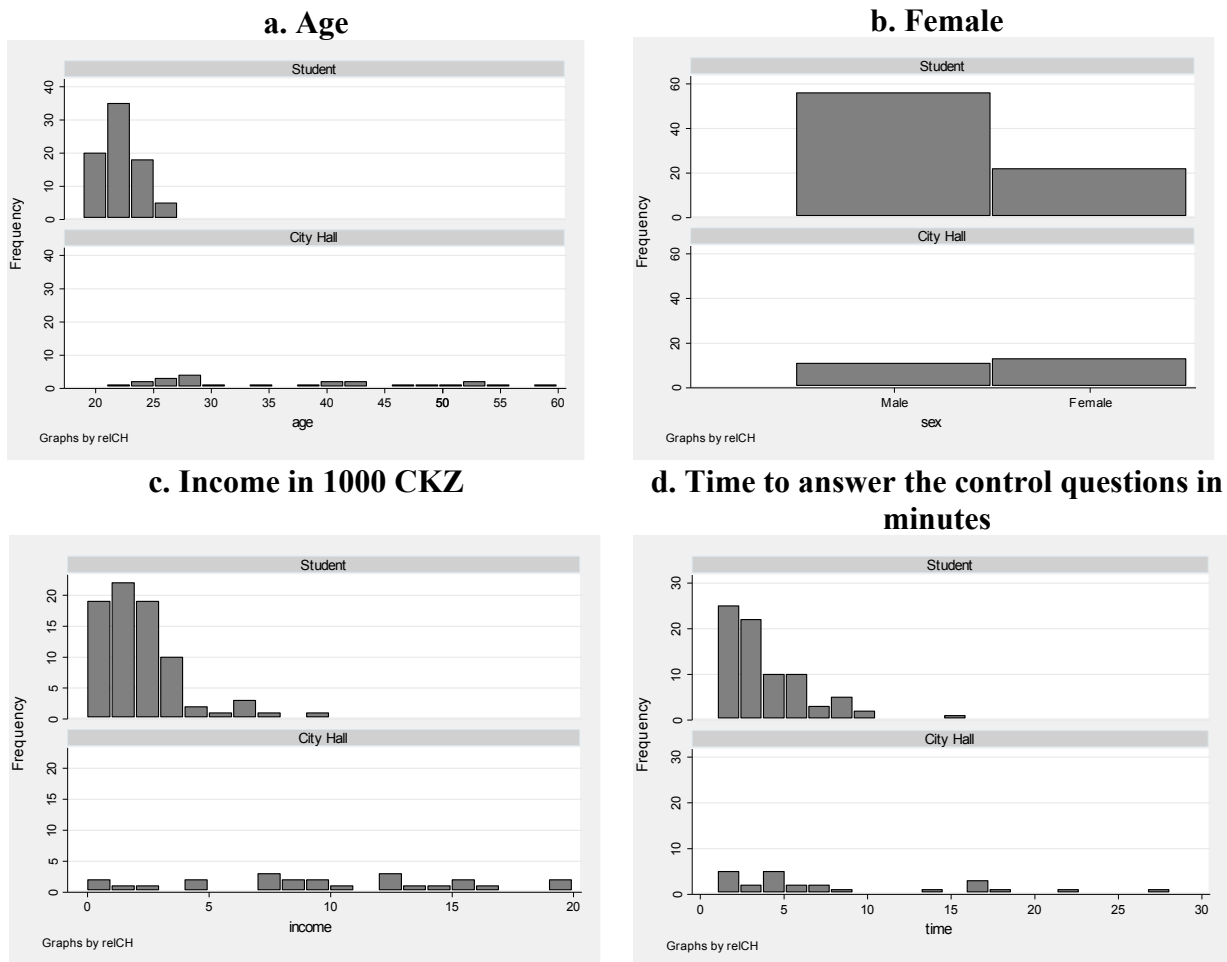 a. Age
Student
0 10 20 30 40
City Hall
0 10 20 30 40
Frequency
20 25 30 35 40 45 50 55 60
age
Graphs by relCH
b. Female
Student
0 20 40 60
City Hall
0 20 40 60
Frequency
Male Female
sex
Graphs by relCH
c. Income in 1000 CKZ
Student
0 5 10 15 20
City Hall
0 5 10 15 20
Frequency
0 5 10 15 20
income
Graphs by relCH
d. Time to answer the control questions in
minutes
Student
0 10 20 30
City Hall
0 10 20 30
Frequency
0 5 10 15 20 25 30
time
Graphs by relCH